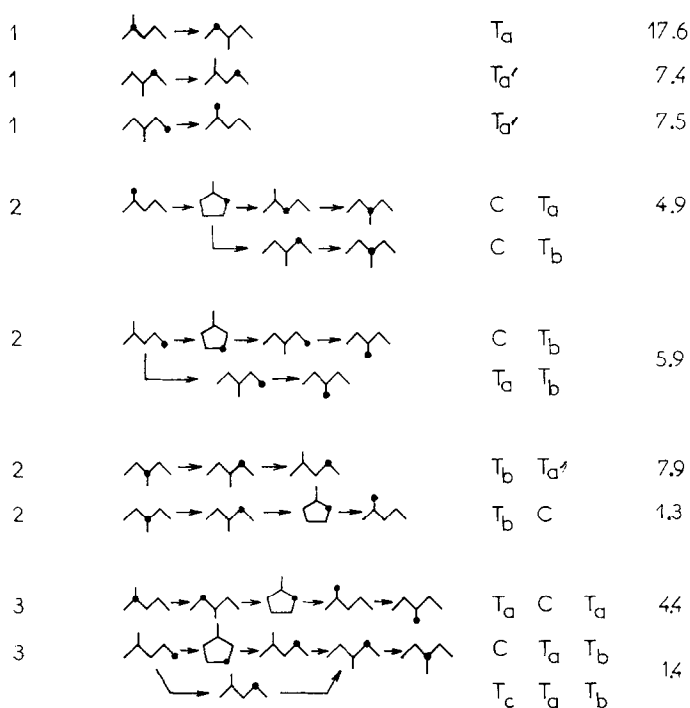 1 Ta 17.6
1 Ta' 7.4
1 Ta' 7.5
2 C Ta 4.9
C Tb
2 C Tb
5.9
Ta Tb
2 Tb Ta' 7.9
2 Tb C 1.3
3 Ta C Ta 4.4
3 C Ta Tb
1.4
Tc Ta Tb